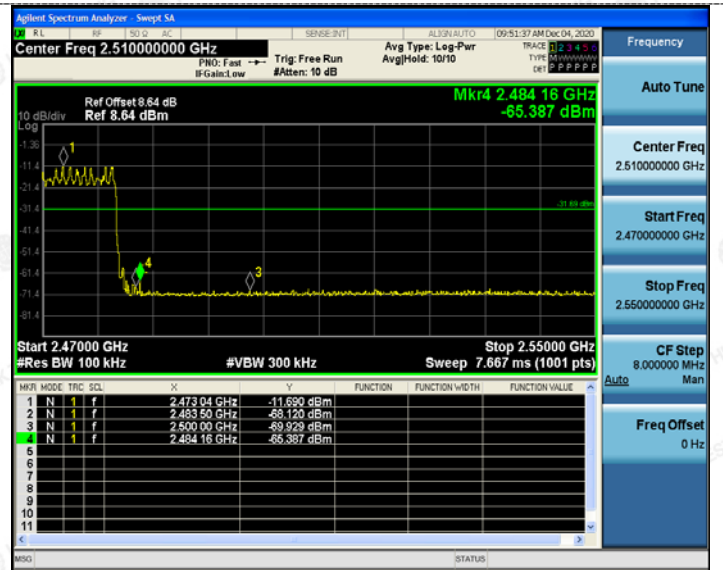 Agilent Spectrum Analyzer - Swept SA
RL RF 50 Ω AC SENSE:INT ALIGN AUTO 09:51:37 AM Dec 04, 2020
Center Freq 2.510000000 GHz
PNO: Fast
IFGain:Low
Trig: Free Run
#Atten: 10 dB
Avg Type: Log-Pwr
Avg|Hold: 10/10
TRACE 1 2 3 4 5 6
TYPE M
DET P P P P P P
Ref Offset 8.64 dB
10 dB/div Ref 8.64 dBm
Log
Mkr4 2.484 16 GHz
-65.387 dBm
-1.36
-11.4
-21.4
-31.4
-41.4
-51.4
-61.4
-71.4
-81.4
1
4
3
-31.69 dBm
Start 2.47000 GHz Stop 2.55000 GHz
#Res BW 100 kHz #VBW 300 kHz Sweep 7.667 ms (1001 pts)
MKR MODE TRC SCL X Y FUNCTION FUNCTION WIDTH FUNCTION VALUE
1 N 1 f 2.473 04 GHz -11.690 dBm
2 N 1 f 2.483 50 GHz -68.120 dBm
3 N 1 f 2.500 00 GHz -69.929 dBm
4 N 1 f 2.484 16 GHz -65.387 dBm
5
6
7
8
9
10
11
MSG STATUS
Frequency
Auto Tune
Center Freq
2.510000000 GHz
Start Freq
2.470000000 GHz
Stop Freq
2.550000000 GHz
CF Step
8.000000 MHz
Auto Man
Freq Offset
0 Hz